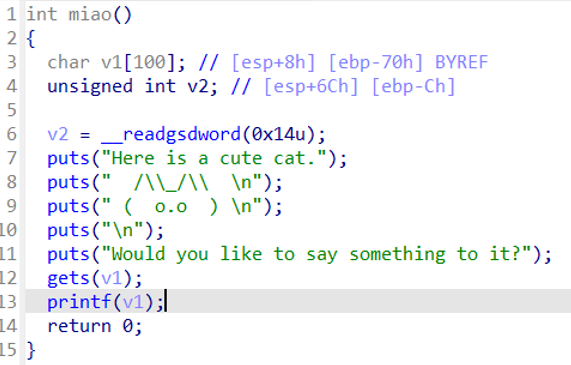 1 int miao()
2 {
3   char v1[100]; // [esp+8h] [ebp-70h] BYREF
4   unsigned int v2; // [esp+6Ch] [ebp-Ch]
5
6   v2 = __readgsdword(0x14u);
7   puts("Here is a cute cat.");
8   puts("  /\\_/\\  \n");
9   puts(" (  o.o  ) \n");
10   puts("\n");
11   puts("Would you like to say something to it?");
12   gets(v1);
13   printf(v1);
14   return 0;
15 }